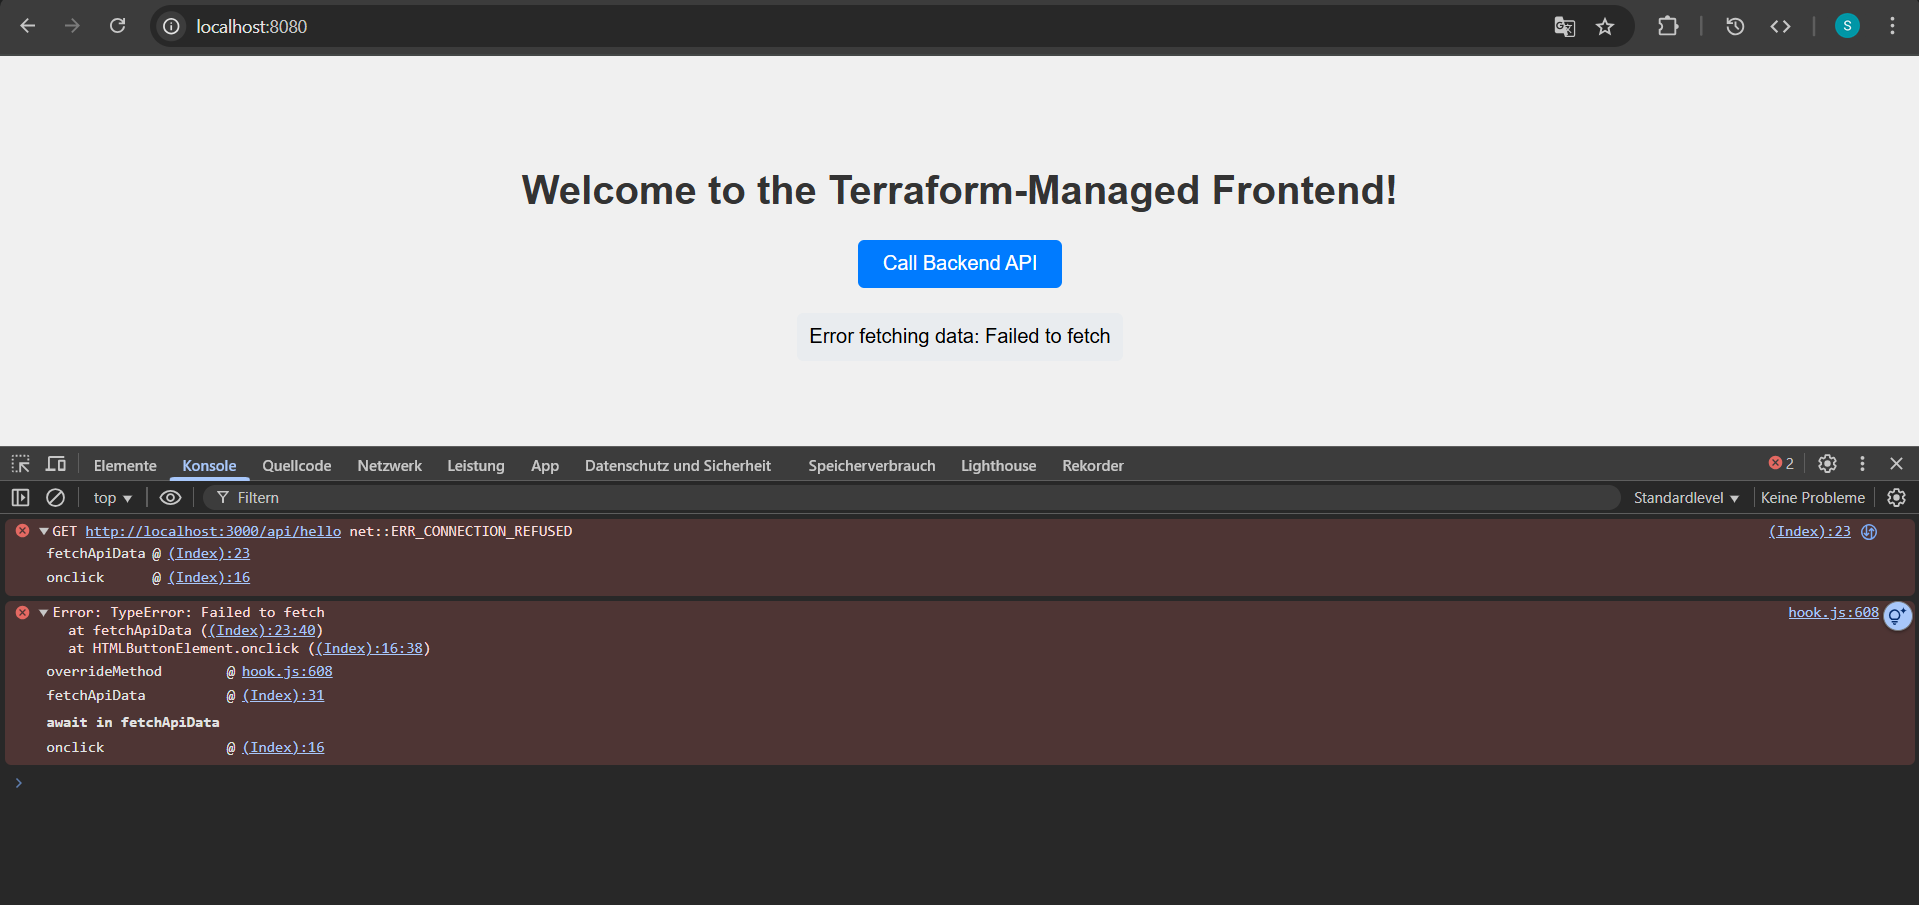 localhost:8080
S
Welcome to the Terraform-Managed Frontend!
Call Backend API
Error fetching data: Failed to fetch
Elemente Konsole Quellcode Netzwerk Leistung App Datenschutz und Sicherheit Speicherverbrauch Lighthouse Rekorder 2
top Filtern Standardlevel Keine Probleme
GET http://localhost:3000/api/hello net::ERR_CONNECTION_REFUSED (Index):23
fetchApiData @ (Index):23
onclick @ (Index):16
Error: TypeError: Failed to fetch hook.js:608
at fetchApiData ((Index):23:40)
at HTMLButtonElement.onclick ((Index):16:38)
overrideMethod @ hook.js:608
fetchApiData @ (Index):31
await in fetchApiData
onclick @ (Index):16